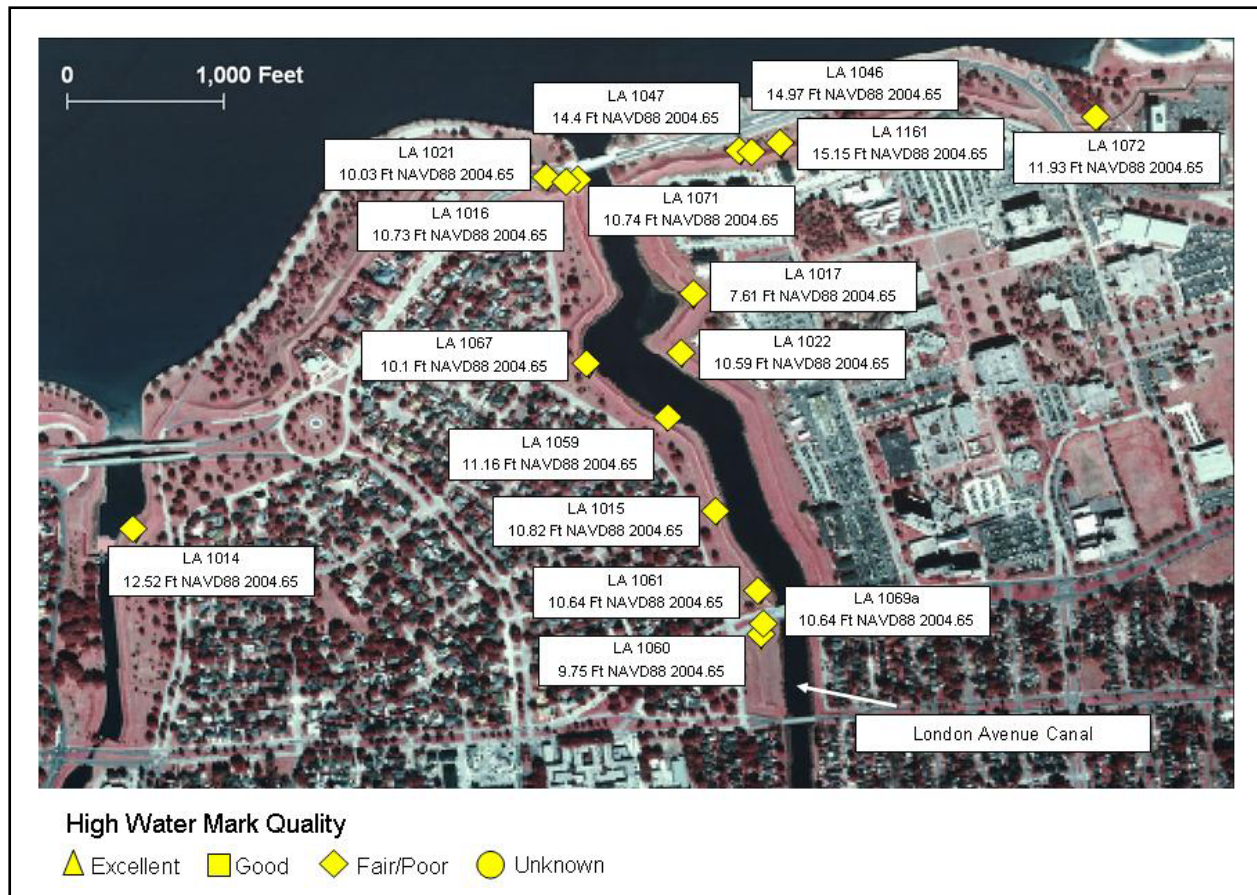 0 1,000 Feet
LA 1046
14.97 Ft NAVD88 2004.65
LA 1047
14.4 Ft NAVD88 2004.65
LA 1161
15.15 Ft NAVD88 2004.65
LA 1072
11.93 Ft NAVD88 2004.65
LA 1021
10.03 Ft NAVD88 2004.65
LA 1071
10.74 Ft NAVD88 2004.65
LA 1016
10.73 Ft NAVD88 2004.65
LA 1017
7.61 Ft NAVD88 2004.65
LA 1067
10.1 Ft NAVD88 2004.65
LA 1022
10.59 Ft NAVD88 2004.65
LA 1059
11.16 Ft NAVD88 2004.65
LA 1015
10.82 Ft NAVD88 2004.65
LA 1014
12.52 Ft NAVD88 2004.65
LA 1061
10.64 Ft NAVD88 2004.65
LA 1069a
10.64 Ft NAVD88 2004.65
LA 1060
9.75 Ft NAVD88 2004.65
London Avenue Canal
High Water Mark Quality
Excellent Good Fair/Poor Unknown